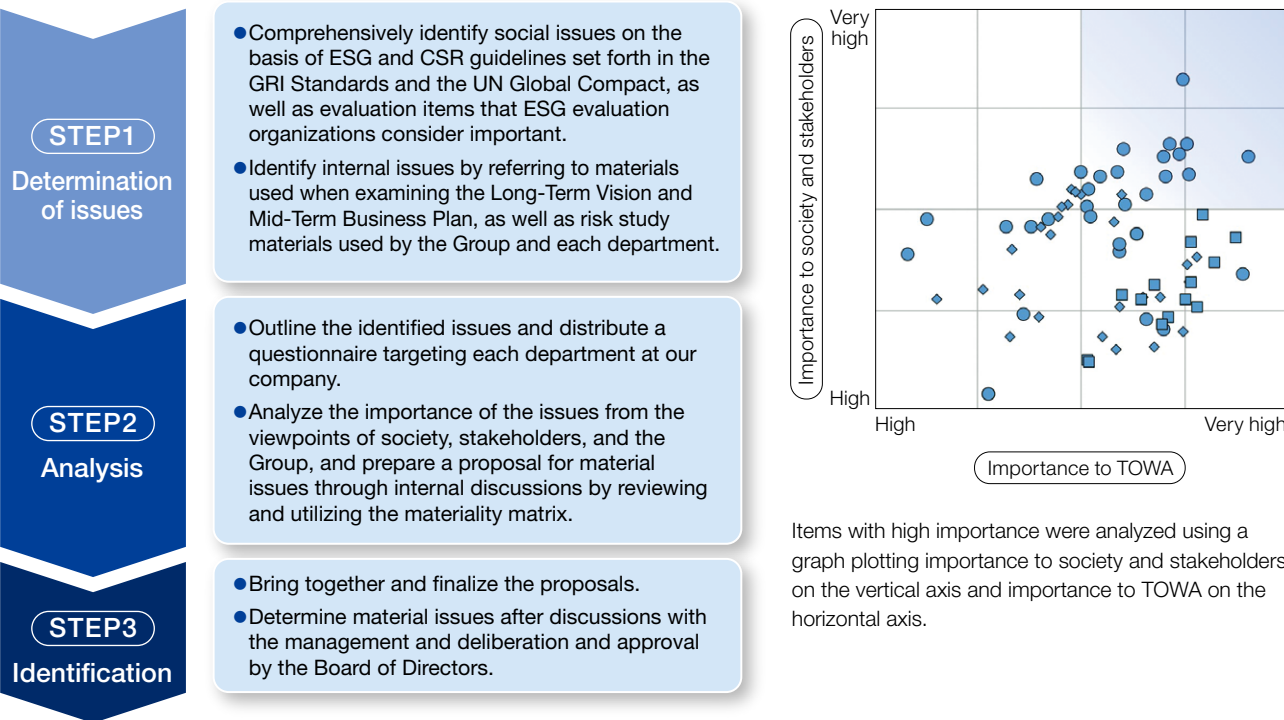 STEP1
Determination
of issues
●Comprehensively identify social issues on the
basis of ESG and CSR guidelines set forth in the
GRI Standards and the UN Global Compact, as
well as evaluation items that ESG evaluation
organizations consider important.
●Identify internal issues by referring to materials
used when examining the Long-Term Vision and
Mid-Term Business Plan, as well as risk study
materials used by the Group and each department.
STEP2
Analysis
●Outline the identified issues and distribute a
questionnaire targeting each department at our
company.
●Analyze the importance of the issues from the
viewpoints of society, stakeholders, and the
Group, and prepare a proposal for material
issues through internal discussions by reviewing
and utilizing the materiality matrix.
STEP3
Identification
●Bring together and finalize the proposals.
●Determine material issues after discussions with
the management and deliberation and approval
by the Board of Directors.
Very
high
Importance to society and stakeholders
High
High
Very high
Importance to TOWA
Items with high importance were analyzed using a
graph plotting importance to society and stakeholders
on the vertical axis and importance to TOWA on the
horizontal axis.